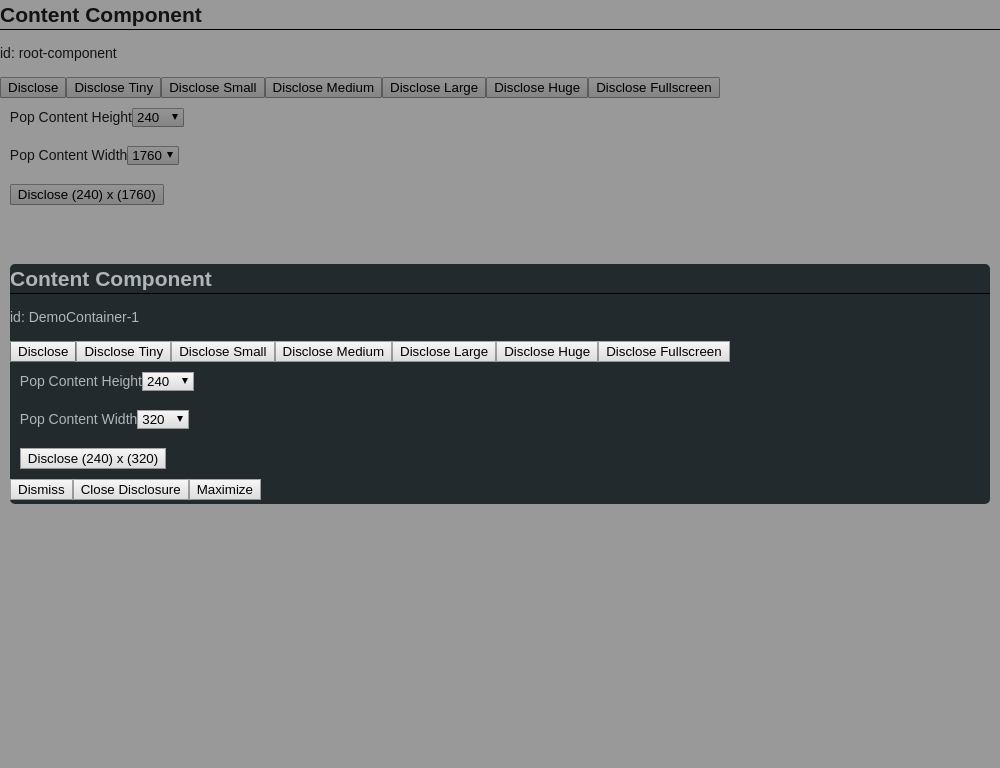 Content Component
id: root-component
Disclose Disclose Tiny Disclose Small Disclose Medium Disclose Large Disclose Huge Disclose Fullscreen
Pop Content Height 240
Pop Content Width 1760
Disclose (240) x (1760)
Content Component
id: DemoContainer-1
Disclose Disclose Tiny Disclose Small Disclose Medium Disclose Large Disclose Huge Disclose Fullscreen
Pop Content Height 240
Pop Content Width 320
Disclose (240) x (320)
Dismiss Close Disclosure Maximize